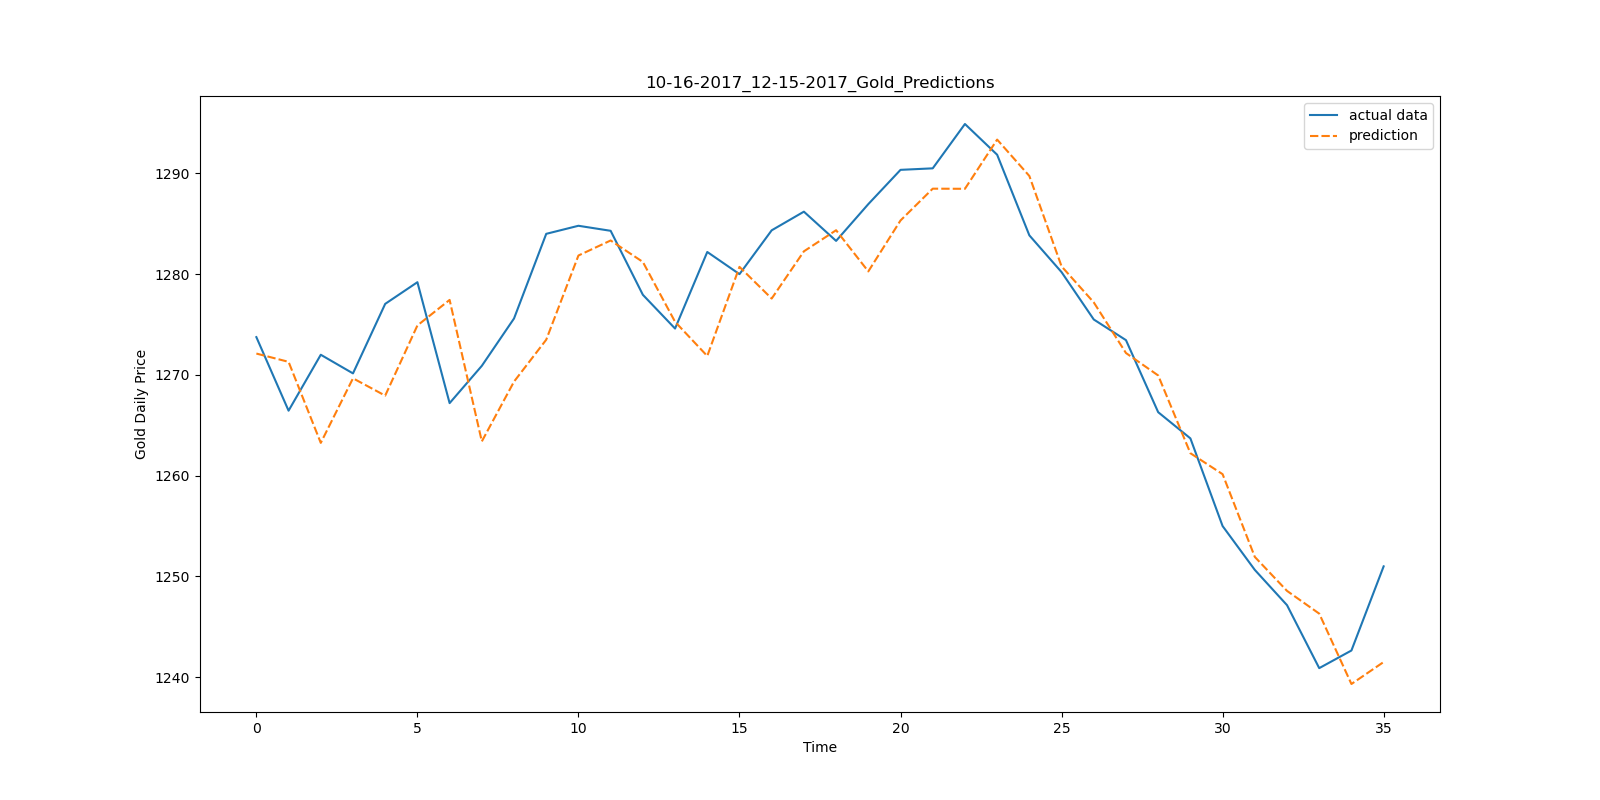 10-16-2017_12-15-2017_Gold_Predictions
actual data
prediction
Gold Daily Price
1290
1280
1270
1260
1250
1240
0 5 10 15 20 25 30 35
Time